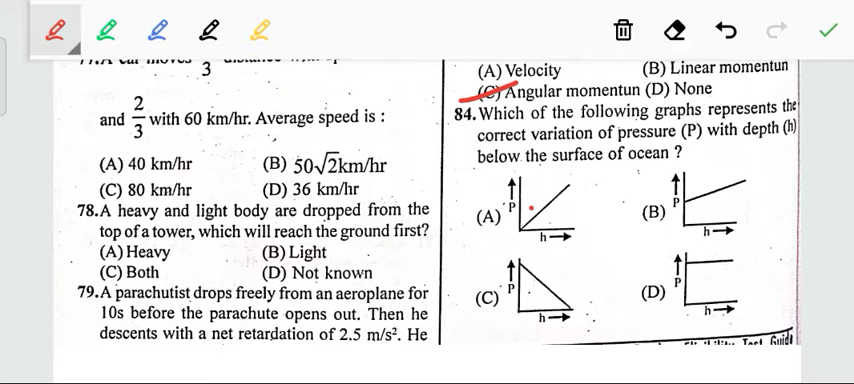 3
and 2/3 with 60 km/hr. Average speed is :
(A) 40 km/hr (B) 50√2km/hr
(C) 80 km/hr (D) 36 km/hr
78.A heavy and light body are dropped from the
top of a tower, which will reach the ground first?
(A) Heavy (B) Light
(C) Both (D) Not known
79.A parachutist drops freely from an aeroplane for
10s before the parachute opens out. Then he
descents with a net retardation of 2.5 m/s². He
(A) Velocity (B) Linear momentun
(C) Angular momentun (D) None
84.Which of the following graphs represents the
correct variation of pressure (P) with depth (h)
below the surface of ocean ?
(A) P h
(B) P h
(C) P h
(D) P h
Test Guide